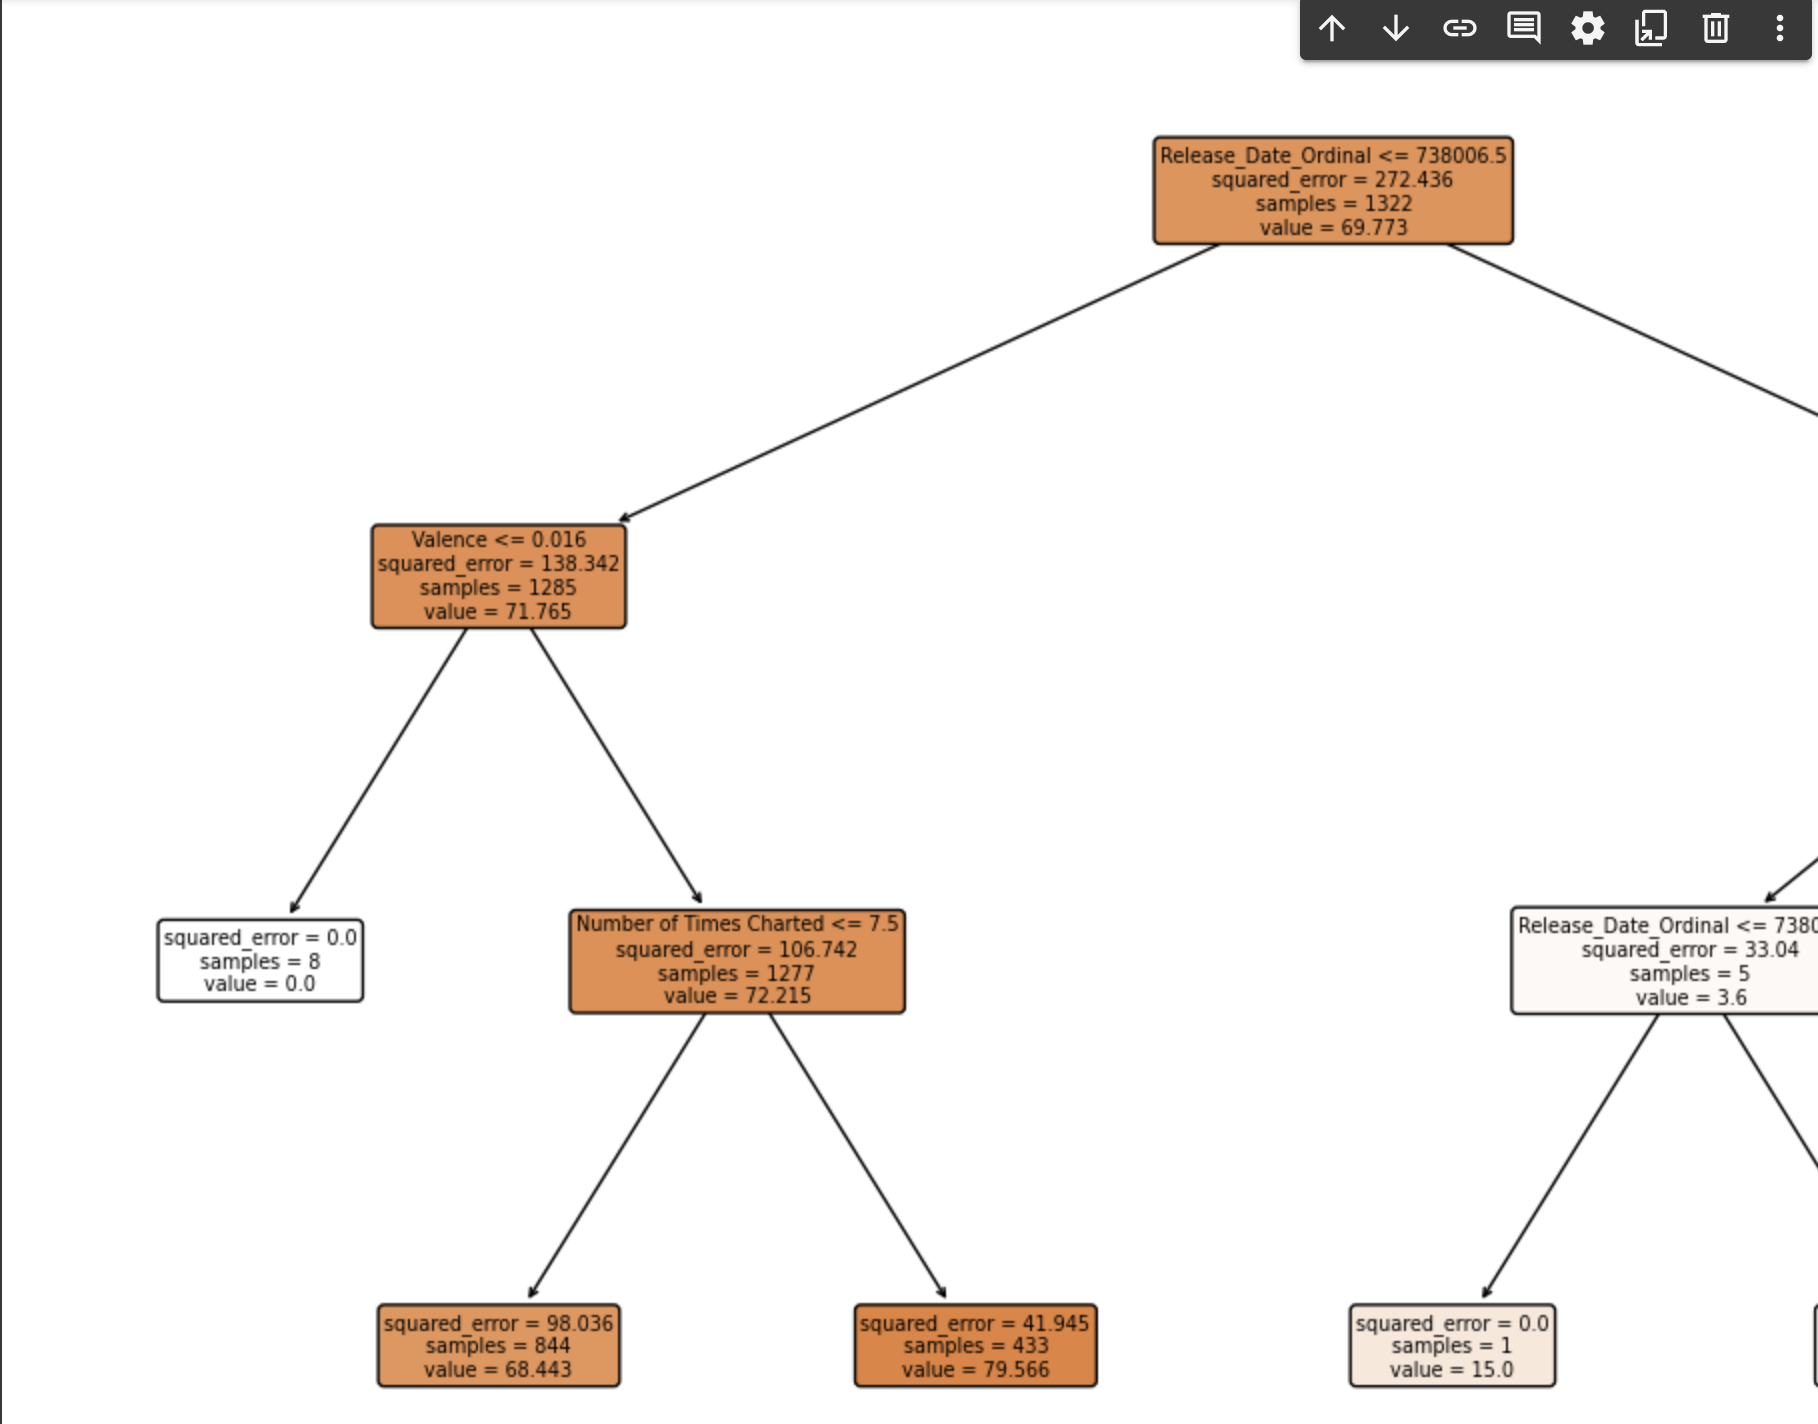 Release_Date_Ordinal <= 738006.5
squared_error = 272.436
samples = 1322
value = 69.773
Valence <= 0.016
squared_error = 138.342
samples = 1285
value = 71.765
squared_error = 0.0
samples = 8
value = 0.0
Number of Times Charted <= 7.5
squared_error = 106.742
samples = 1277
value = 72.215
Release_Date_Ordinal <= 7380
squared_error = 33.04
samples = 5
value = 3.6
squared_error = 98.036
samples = 844
value = 68.443
squared_error = 41.945
samples = 433
value = 79.566
squared_error = 0.0
samples = 1
value = 15.0